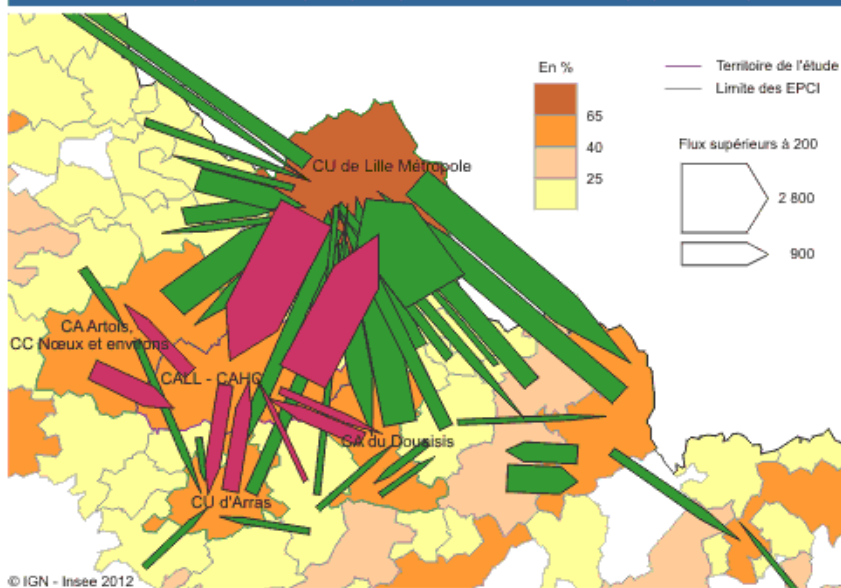 En %
65
40
25
Territoire de l'étude
Limite des EPCI
Flux supérieurs à 200
2 800
900
CU de Lille Métropole
CA Artois,
CC Nœux et environs
CALL - CAHC
CA du Douaisis
CU d'Arras
© IGN - Insee 2012